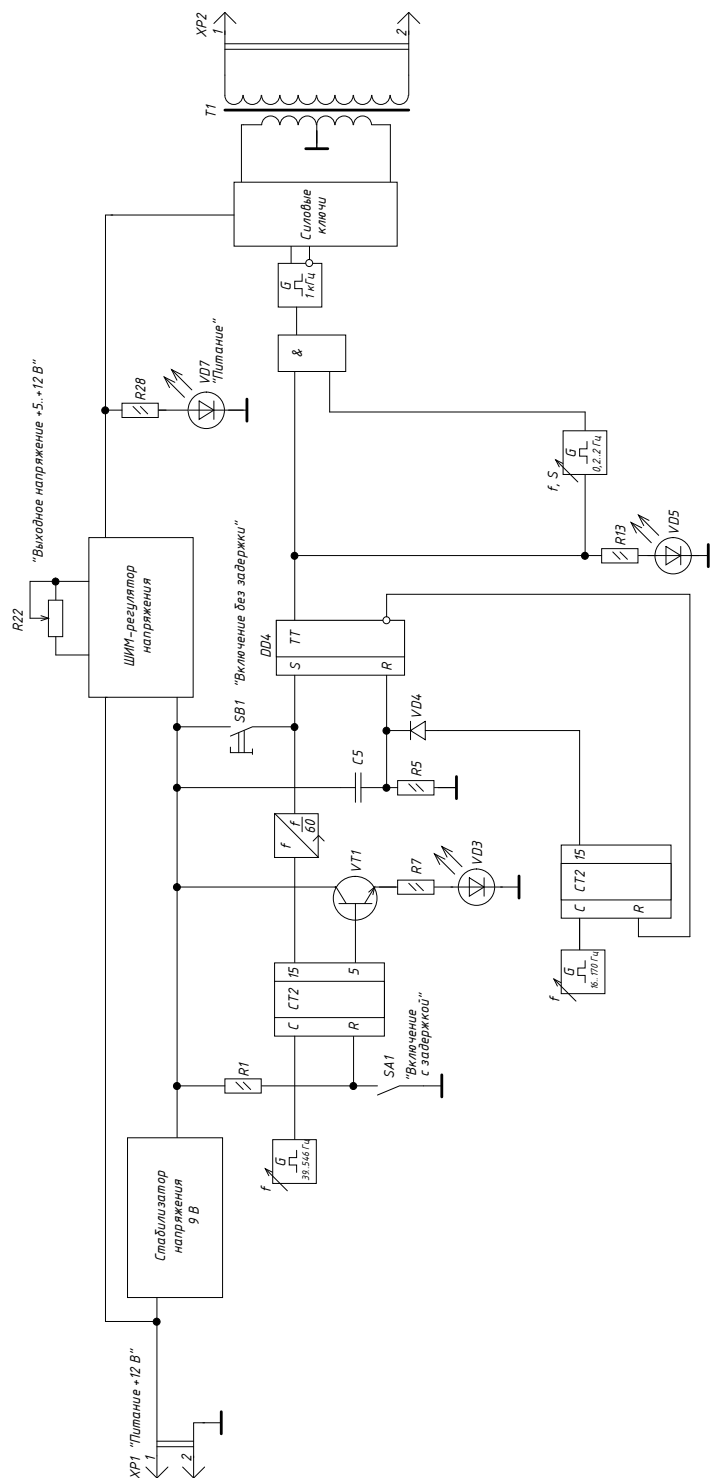 XP1 "Питание +12 В"
1
2
Стабилизатор
напряжения
9 В
f
G
39..546 Гц
R1
SA1
"Включение
с задержкой"
C
R
CT2
15
5
VT1
R7
VD3
f
f
60
SB1
"Включение без задержки"
C5
R5
VD4
f
G
16..170 Гц
C
R
CT2
15
R22
"Выходное напряжение +5..+12 В"
ШИМ-регулятор
напряжения
DD4
S
R
TT
R13
VD5
f, S
G
0,2..2 Гц
R28
VD7
"Питание"
&
G
1 кГц
Силовые
ключи
T1
XP2
1
2